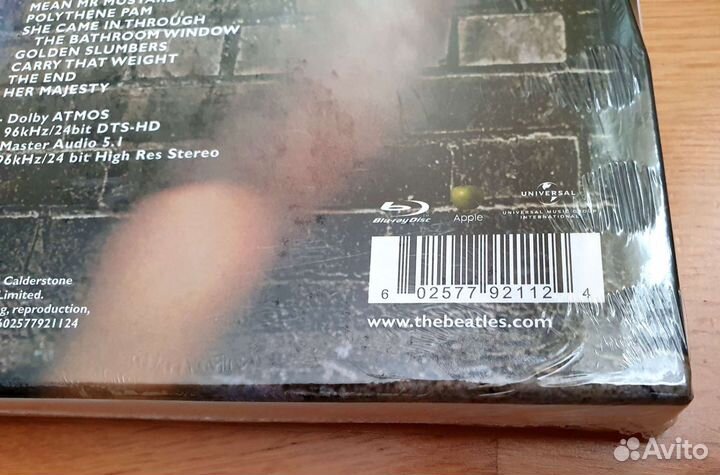 MEAN MR MUSTARD
POLYTHENE PAM
SHE CAME IN THROUGH
THE BATHROOM WINDOW
GOLDEN SLUMBERS
CARRY THAT WEIGHT
THE END
HER MAJESTY
Dolby ATMOS
96kHz/24bit DTS-HD
Master Audio 5.1
96kHz/24 bit High Res Stereo
Blu-ray Disc
Apple
UNIVERSAL
UNIVERSAL MUSIC GROUP
INTERNATIONAL
Calderstone
Limited.
reproduction,
602577921124
6 02577 92112 4
www.thebeatles.com
Avito